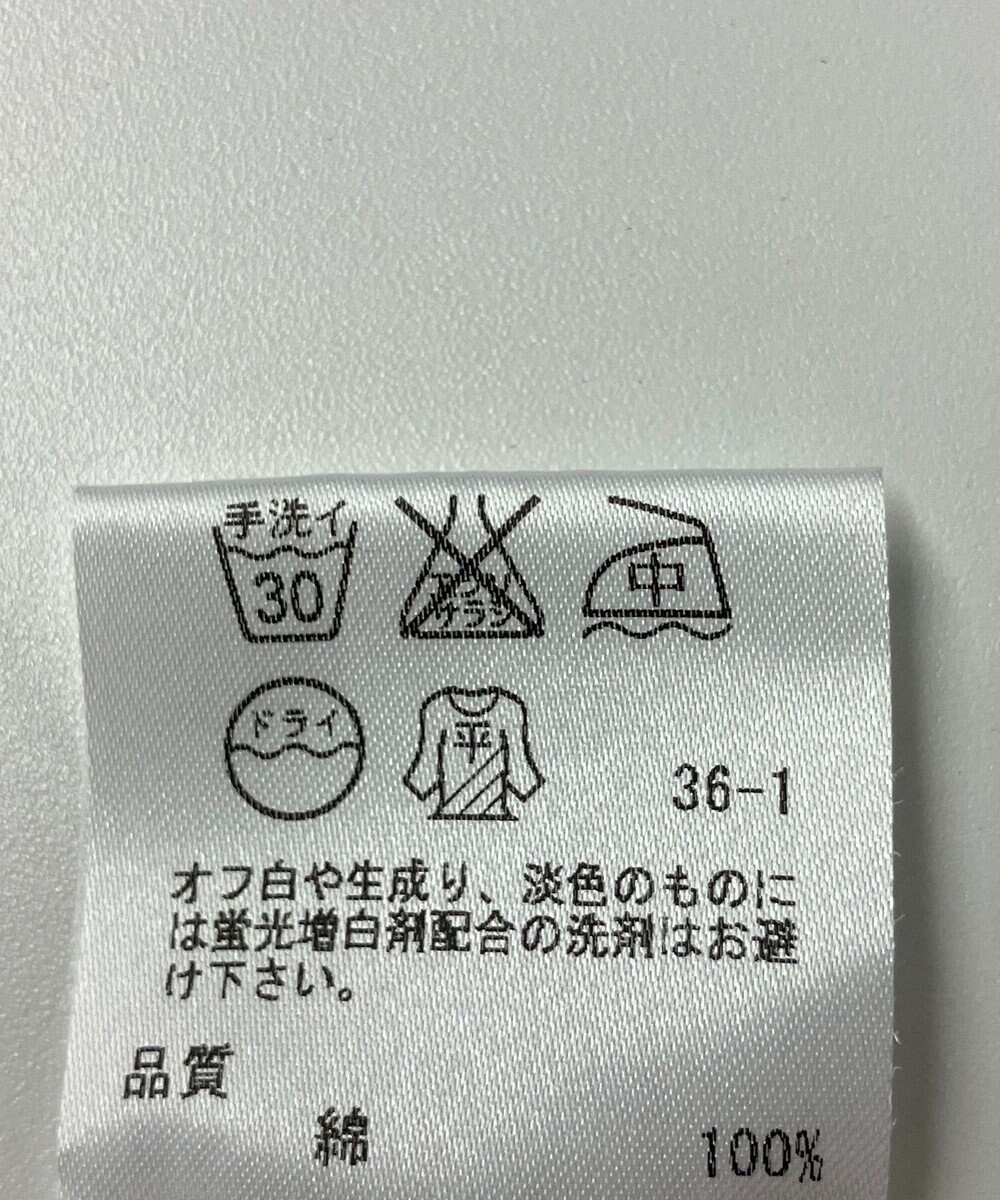 手洗イ
30
エンソ
サラシ
中
ドライ
平
36-1
オフ白や生成り、淡色のものに
は蛍光増白剤配合の洗剤はお避
け下さい。
品質
綿 100%